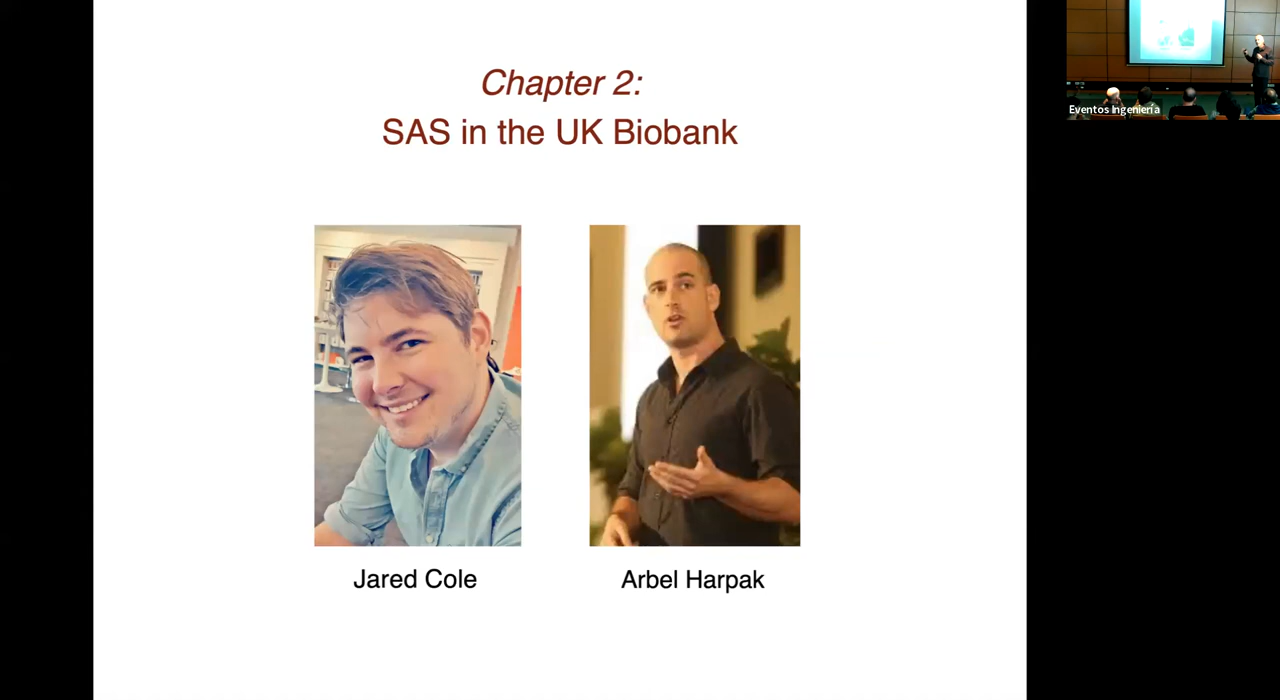 Chapter 2:
SAS in the UK Biobank
Jared Cole
Arbel Harpak
Eventos Ingeniería